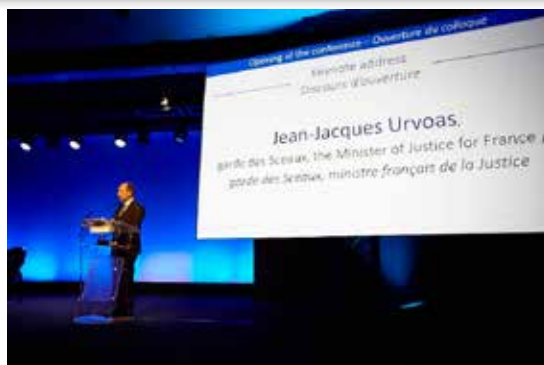 Opening of the conference – Ouverture du colloque
Keynote address
Discours d'ouverture
Jean-Jacques Urvoas,
garde des Sceaux, the Minister of Justice for France /
garde des Sceaux, ministre français de la Justice